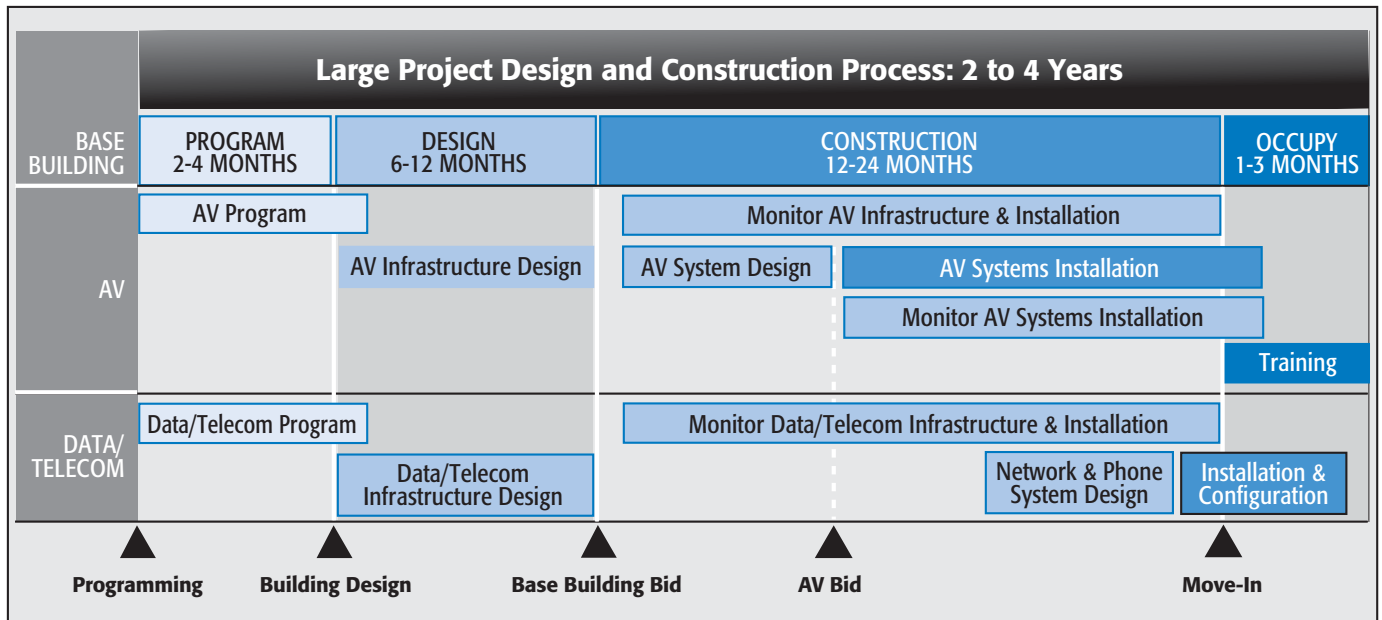 Large Project Design and Construction Process: 2 to 4 Years
BASE
BUILDING
PROGRAM
2-4 MONTHS
DESIGN
6-12 MONTHS
CONSTRUCTION
12-24 MONTHS
OCCUPY
1-3 MONTHS
AV
AV Program
Monitor AV Infrastructure & Installation
AV Infrastructure Design
AV System Design
AV Systems Installation
Monitor AV Systems Installation
Training
DATA/
TELECOM
Data/Telecom Program
Monitor Data/Telecom Infrastructure & Installation
Data/Telecom
Infrastructure Design
Network & Phone
System Design
Installation &
Configuration
Programming
Building Design
Base Building Bid
AV Bid
Move-In